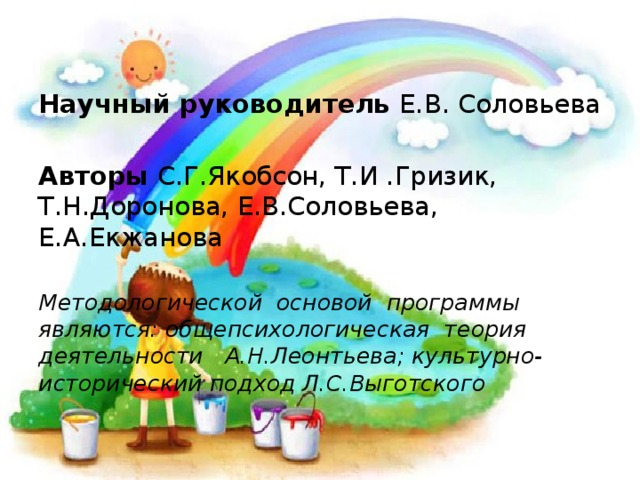 Научный руководитель Е.В. Соловьева
Авторы С.Г.Якобсон, Т.И .Гризик,
Т.Н.Доронова, Е.В.Соловьева,
Е.А.Екжанова
Методологической основой программы
являются: общепсихологическая теория
деятельности А.Н.Леонтьева; культурно-
исторический подход Л.С.Выготского